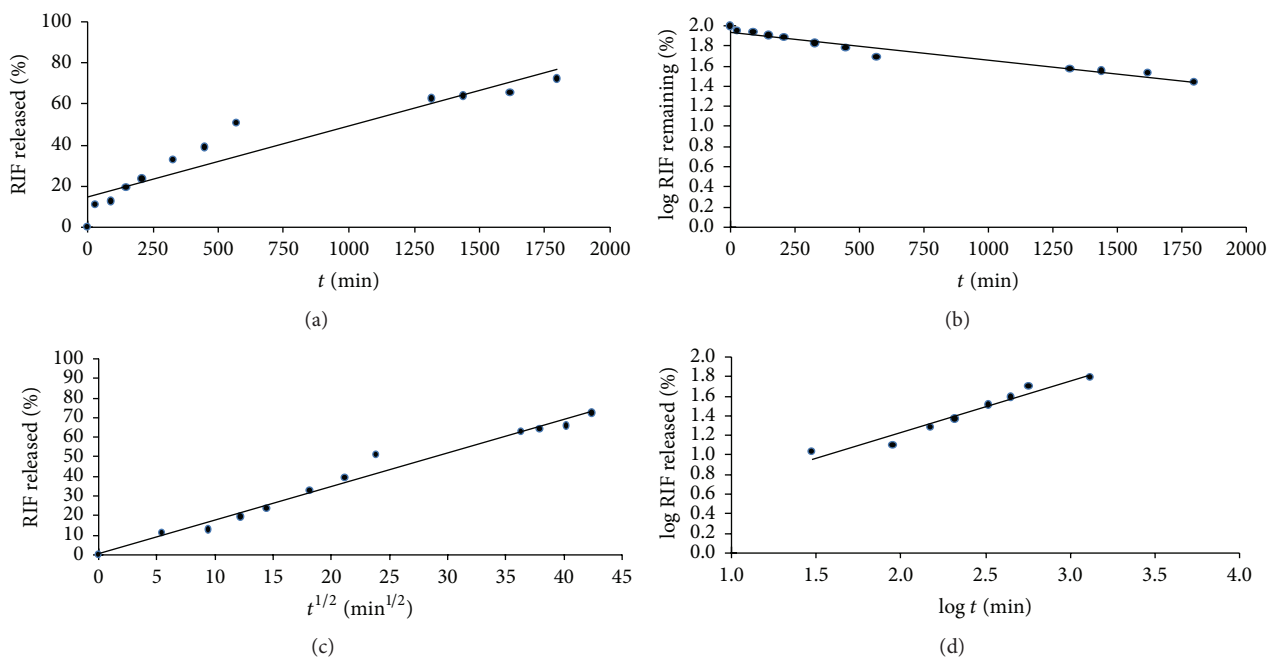 100
80
60
40
20
0
RIF released (%)
0 250 500 750 1000 1250 1500 1750 2000
t (min)
(a)
2.0
1.8
1.6
1.4
1.2
1.0
0.8
0.6
0.4
0.2
0.0
log RIF remaining (%)
0 250 500 750 1000 1250 1500 1750 2000
t (min)
(b)
100
90
80
70
60
50
40
30
20
10
0
RIF released (%)
0 5 10 15 20 25 30 35 40 45
t^{1/2} (min^{1/2})
(c)
2.0
1.8
1.6
1.4
1.2
1.0
0.8
0.6
0.4
0.2
0.0
log RIF released (%)
1.0 1.5 2.0 2.5 3.0 3.5 4.0
log t (min)
(d)